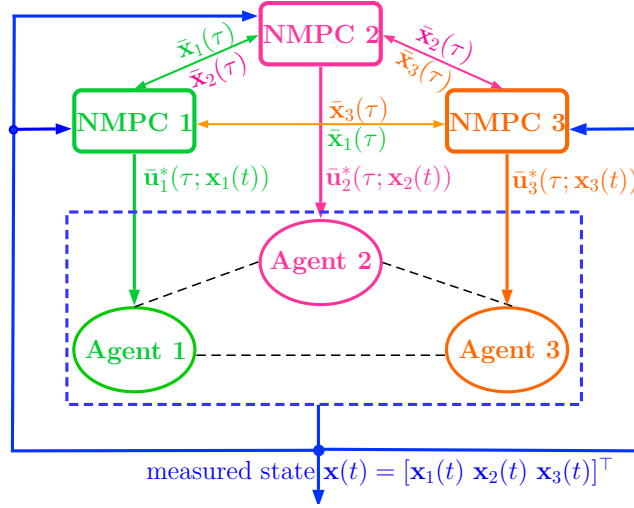 NMPC 2
x̄₁(τ)
x̄₂(τ)
x̄₂(τ)
x̄₃(τ)
NMPC 1
x̄₃(τ)
x̄₁(τ)
NMPC 3
ū₁*(τ; x₁(t))
ū₂*(τ; x₂(t))
ū₃*(τ; x₃(t))
Agent 2
Agent 1
Agent 3
measured state x(t) = [x₁(t) x₂(t) x₃(t)]⊤